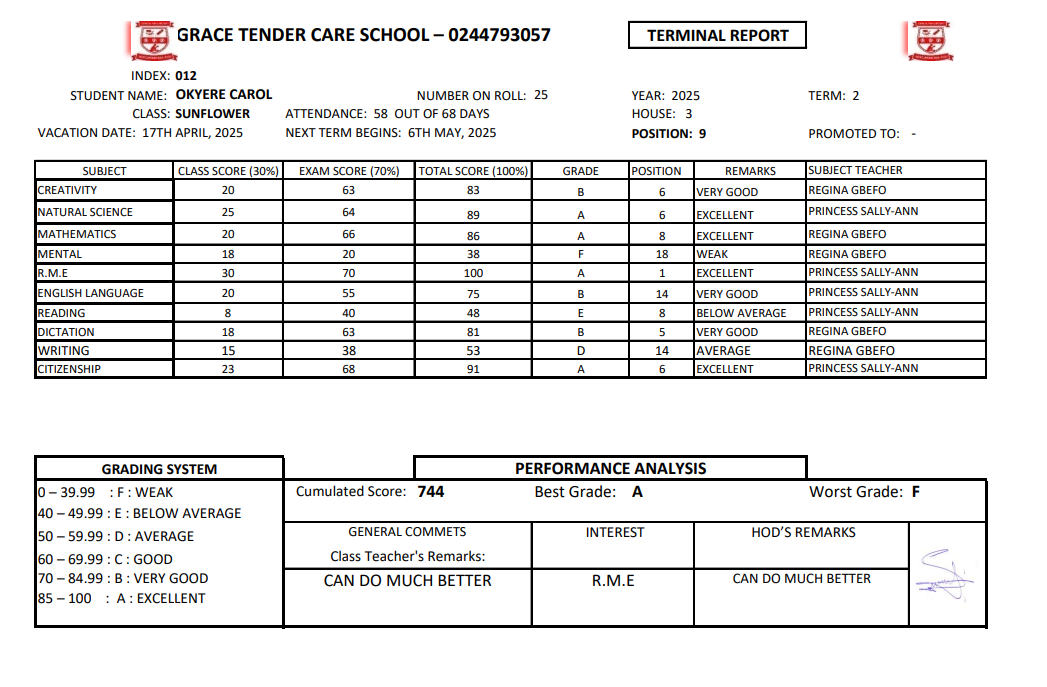 GRACE TENDER CARE SCHOOL – 0244793057 TERMINAL REPORT
INDEX: 012
STUDENT NAME: OKYERE CAROL NUMBER ON ROLL: 25 YEAR: 2025 TERM: 2
CLASS: SUNFLOWER ATTENDANCE: 58 OUT OF 68 DAYS HOUSE: 3
VACATION DATE: 17TH APRIL, 2025 NEXT TERM BEGINS: 6TH MAY, 2025 POSITION: 9 PROMOTED TO: -
SUBJECT CLASS SCORE (30%) EXAM SCORE (70%) TOTAL SCORE (100%) GRADE POSITION REMARKS SUBJECT TEACHER
CREATIVITY 20 63 83 B 6 VERY GOOD REGINA GBEFO
NATURAL SCIENCE 25 64 89 A 6 EXCELLENT PRINCESS SALLY-ANN
MATHEMATICS 20 66 86 A 8 EXCELLENT REGINA GBEFO
MENTAL 18 20 38 F 18 WEAK REGINA GBEFO
R.M.E 30 70 100 A 1 EXCELLENT PRINCESS SALLY-ANN
ENGLISH LANGUAGE 20 55 75 B 14 VERY GOOD PRINCESS SALLY-ANN
READING 8 40 48 E 8 BELOW AVERAGE PRINCESS SALLY-ANN
DICTATION 18 63 81 B 5 VERY GOOD REGINA GBEFO
WRITING 15 38 53 D 14 AVERAGE REGINA GBEFO
CITIZENSHIP 23 68 91 A 6 EXCELLENT PRINCESS SALLY-ANN
GRADING SYSTEM
0 – 39.99 : F : WEAK
40 – 49.99 : E : BELOW AVERAGE
50 – 59.99 : D : AVERAGE
60 – 69.99 : C : GOOD
70 – 84.99 : B : VERY GOOD
85 – 100 : A : EXCELLENT
PERFORMANCE ANALYSIS
Cumulated Score: 744 Best Grade: A Worst Grade: F
GENERAL COMMETS INTEREST HOD’S REMARKS
Class Teacher's Remarks:
CAN DO MUCH BETTER R.M.E CAN DO MUCH BETTER